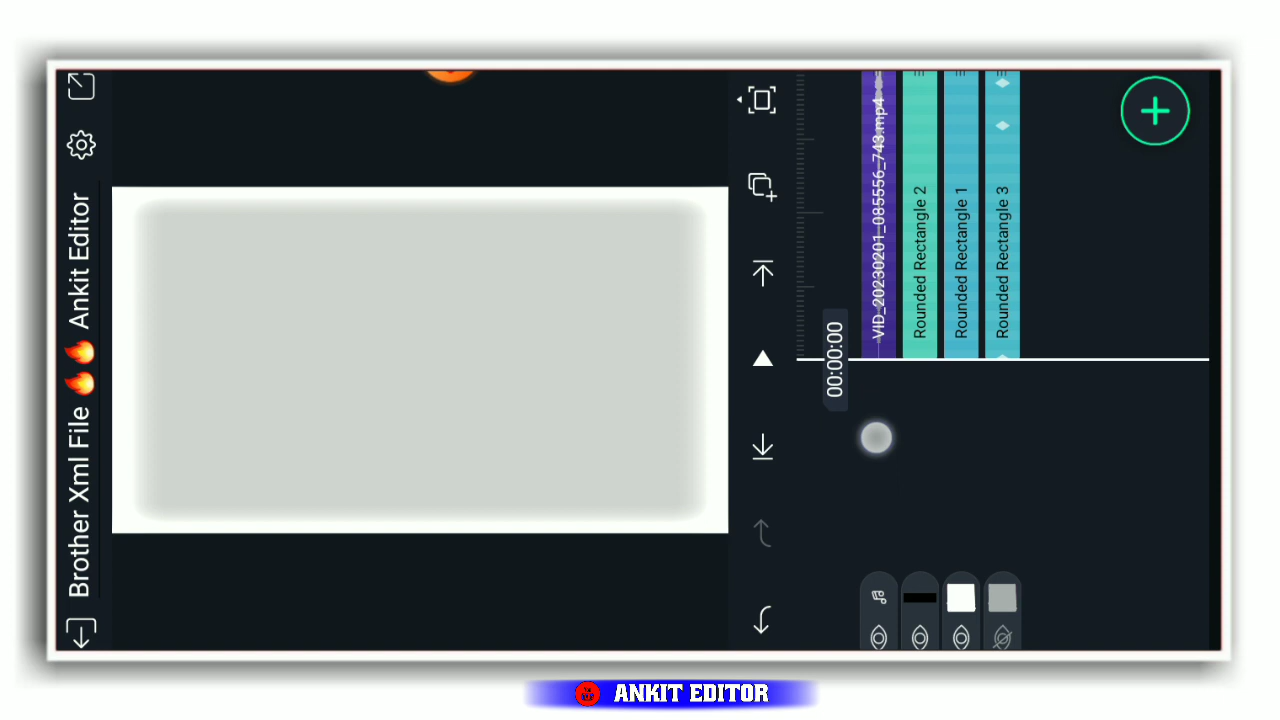 Brother Xml File 🔥🔥 Ankit Editor
00:00:00
VID_20230201_085556_743.mp4
Rounded Rectangle 2
Rounded Rectangle 1
Rounded Rectangle 3
ANKIT EDITOR